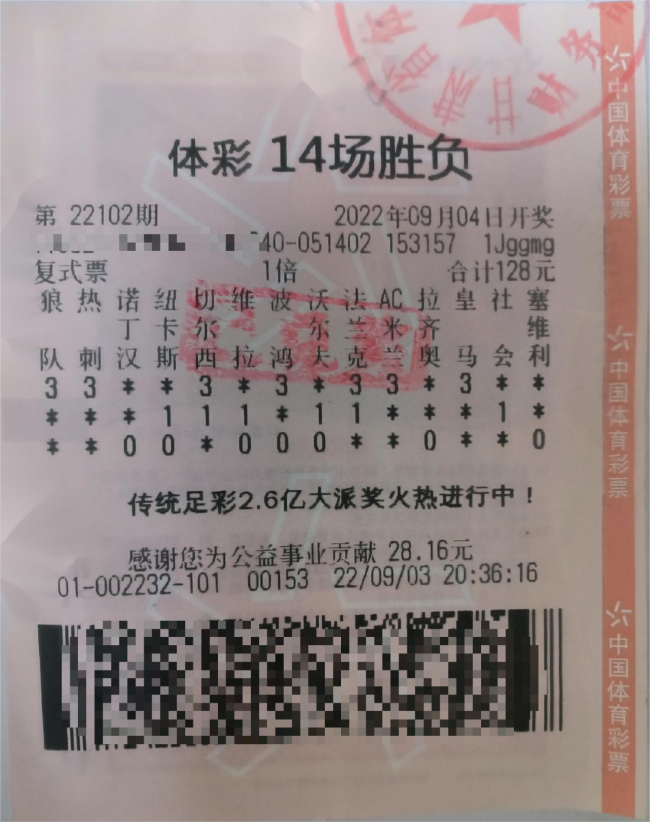 体彩 14场胜负
第 22102期 2022年09月04日开奖
40-051402 153157 1Jggmg
复式票 1倍 合计128元
狼 热 诺 纽 切 维 波 沃 法 AC 拉 皇 社 塞
丁 卡 尔 尔 兰 米 齐 维
队 刺 汉 斯 西 拉 鸿 夫 克 兰 奥 马 会 利
3 3 * * 3 * 3 * 3 3 * 3 * *
* * * 1 1 1 * 1 1 * * * 1 *
* * 0 0 * 0 0 0 * * 0 * * 0
传统足彩2.6亿大派奖火热进行中！
感谢您为公益事业贡献 28.16元
01-002232-101 00153 22/09/03 20:36:16
中国体育彩票
中国体育彩票
中国体育彩票
甘肃省体
财务